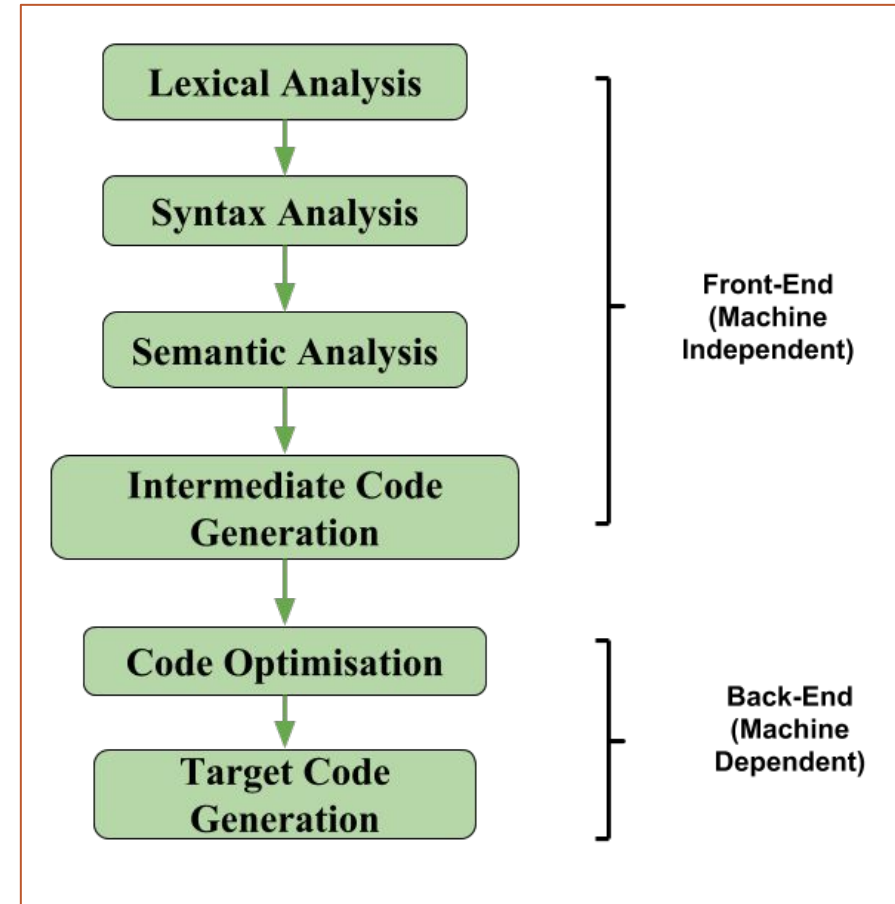 Lexical Analysis
Syntax Analysis
Semantic Analysis
Intermediate Code
Generation
Front-End
(Machine
Independent)
Code Optimisation
Target Code
Generation
Back-End
(Machine
Dependent)